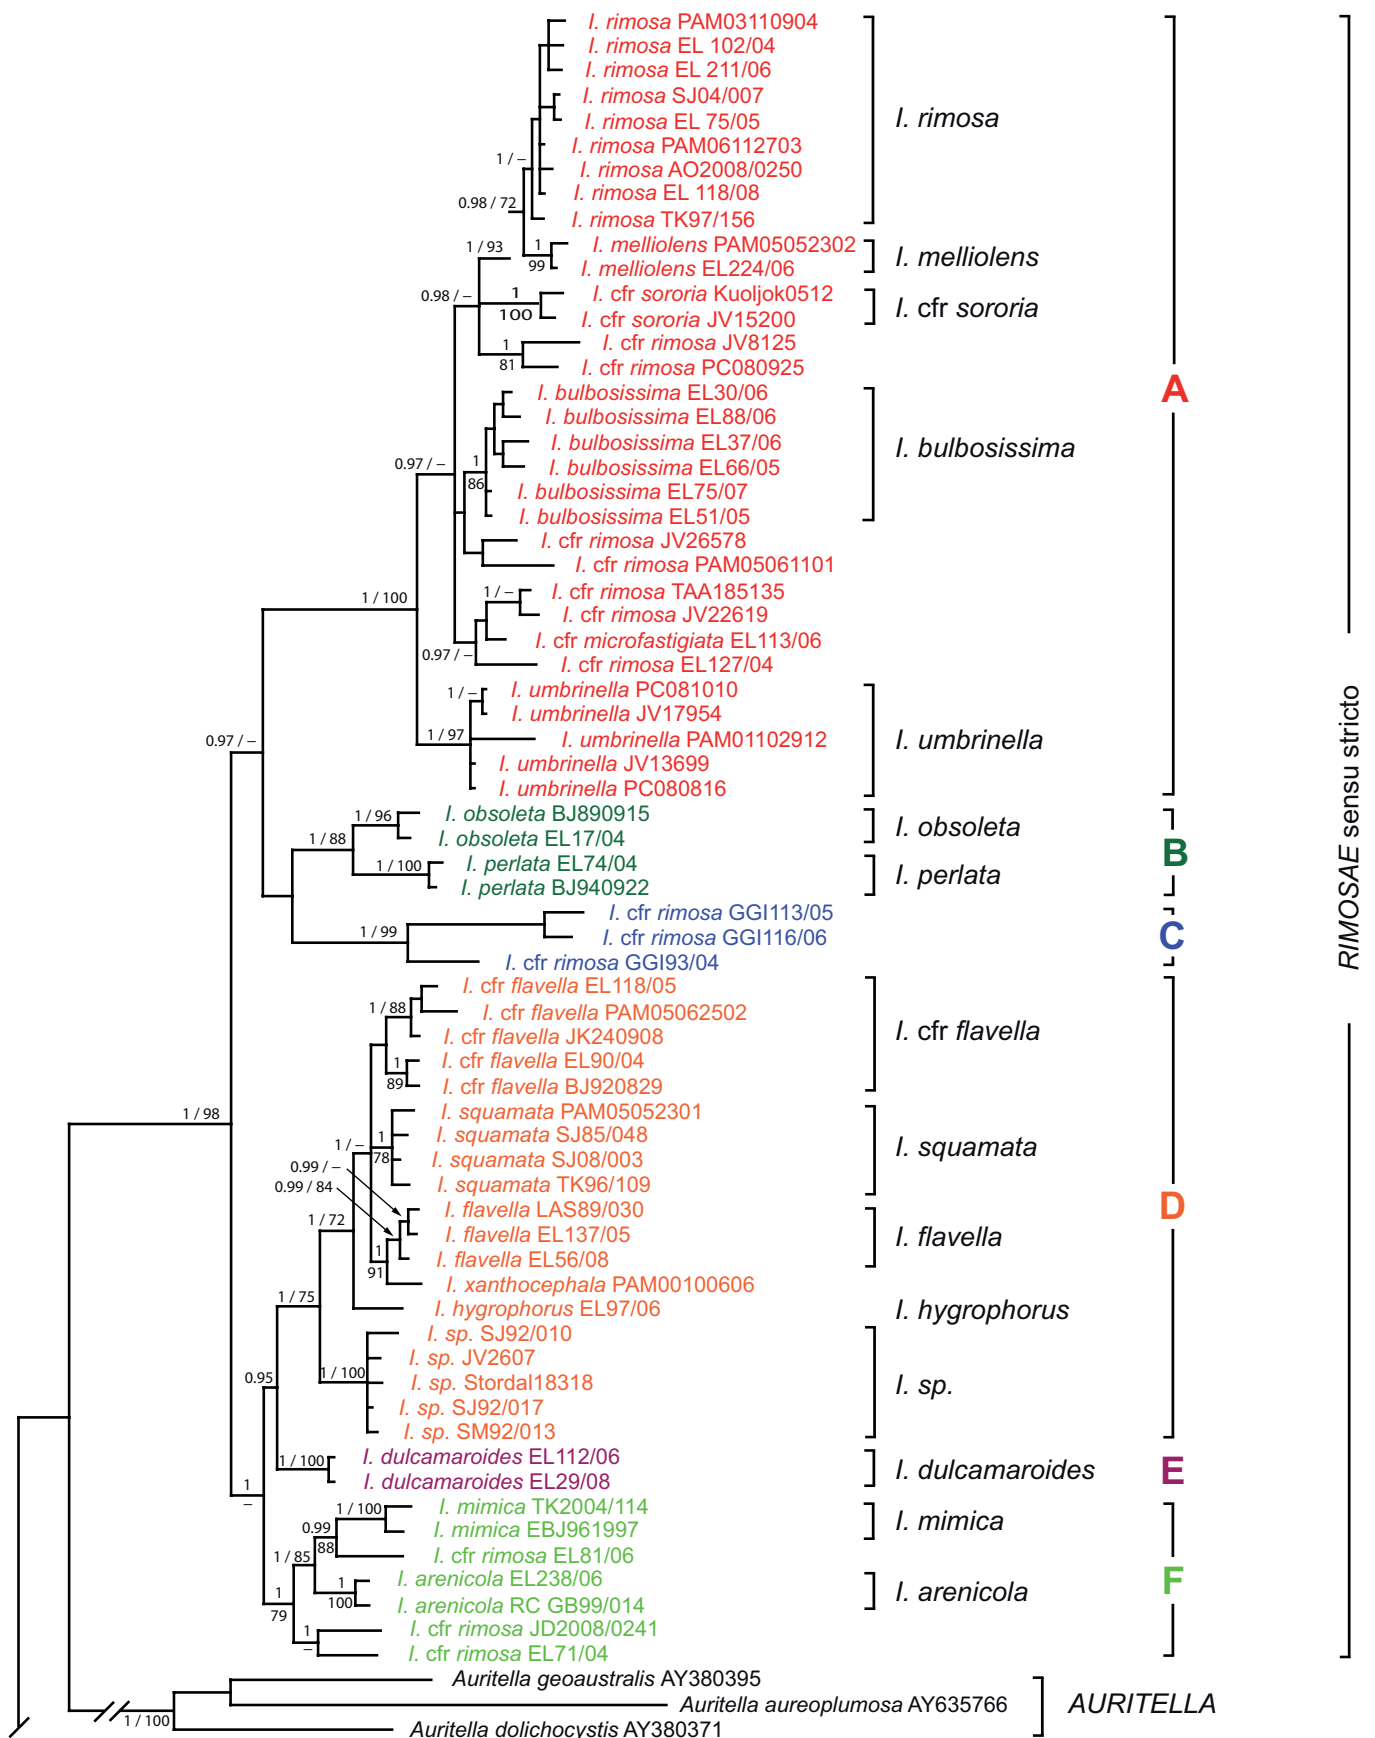 I. rimosa PAM03110904
I. rimosa EL 102/04
I. rimosa EL 211/06
I. rimosa SJ04/007
I. rimosa EL 75/05
I. rimosa
I. rimosa PAM06112703
1 / –
I. rimosa AO2008/0250
I. rimosa EL 118/08
0.98 / 72
I. rimosa TK97/156
1 / 93
1
I. melliolens PAM05052302
I. melliolens
99
I. melliolens EL224/06
0.98 / –
1
I. cfr sororia Kuoljok0512
I. cfr sororia
100
I. cfr sororia JV15200
1
I. cfr rimosa JV8125
81
I. cfr rimosa PC080925
A
I. bulbosissima EL30/06
I. bulbosissima EL88/06
I. bulbosissima EL37/06
I. bulbosissima
0.97 / –
1
I. bulbosissima EL66/05
86
I. bulbosissima EL75/07
I. bulbosissima EL51/05
I. cfr rimosa JV26578
I. cfr rimosa PAM05061101
1 / 100
1 / –
I. cfr rimosa TAA185135
I. cfr rimosa JV22619
I. cfr microfastigiata EL113/06
0.97 / –
I. cfr rimosa EL127/04
1 / –
I. umbrinella PC081010
I. umbrinella JV17954
0.97 / –
1 / 97
I. umbrinella PAM01102912
I. umbrinella
I. umbrinella JV13699
I. umbrinella PC080816
RIMOSAE sensu stricto
1 / 96
I. obsoleta BJ890915
I. obsoleta
1 / 88
I. obsoleta EL17/04
B
1 / 100
I. perlata EL74/04
I. perlata
I. perlata BJ940922
I. cfr rimosa GGI113/05
1 / 99
I. cfr rimosa GGI116/06
C
I. cfr rimosa GGI93/04
I. cfr flavella EL118/05
1 / 88
I. cfr flavella PAM05062502
I. cfr flavella
I. cfr flavella JK240908
1
I. cfr flavella EL90/04
89
I. cfr flavella BJ920829
1 / 98
I. squamata PAM05052301
1 / –
1
I. squamata SJ85/048
I. squamata
78
I. squamata SJ08/003
0.99 / –
0.99 / 84
I. squamata TK96/109
D
1 / 72
I. flavella LAS89/030
I. flavella EL137/05
I. flavella
1
I. flavella EL56/08
91
I. xanthocephala PAM00100606
1 / 75
I. hygrophorus EL97/06
I. hygrophorus
I. sp. SJ92/010
I. sp. JV2607
0.95
1 / 100
I. sp. Stordal18318
I. sp.
I. sp. SJ92/017
I. sp. SM92/013
1 / 100
I. dulcamaroides EL112/06
I. dulcamaroides
E
I. dulcamaroides EL29/08
1
–
1 / 100
I. mimica TK2004/114
I. mimica
0.99
I. mimica EBJ961997
88
1 / 85
I. cfr rimosa EL81/06
1
I. arenicola EL238/06
I. arenicola
F
1
79
100
I. arenicola RC GB99/014
1
I. cfr rimosa JD2008/0241
–
I. cfr rimosa EL71/04
Auritella geoaustralis AY380395
Auritella aureoplumosa AY635766
AURITELLA
1 / 100
Auritella dolichocystis AY380371